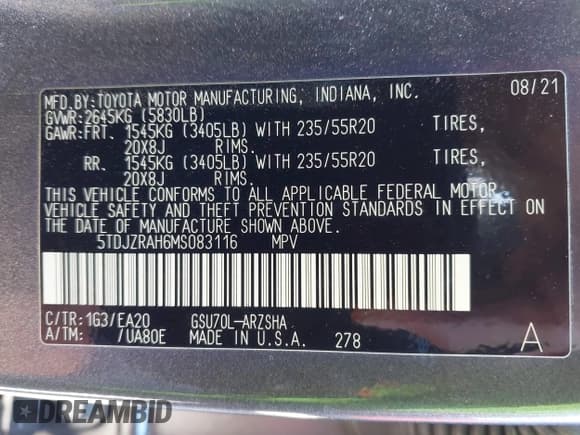 MFD.BY:TOYOTA MOTOR MANUFACTURING, INDIANA, INC. 08/21
GVWR:2645KG (5830LB)
GAWR:FRT. 1545KG (3405LB) WITH 235/55R20 TIRES,
20X8J RIMS.
RR. 1545KG (3405LB) WITH 235/55R20 TIRES,
20X8J RIMS.
THIS VEHICLE CONFORMS TO ALL APPLICABLE FEDERAL MOTOR
VEHICLE SAFETY AND THEFT PREVENTION STANDARDS IN EFFECT ON
THE DATE OF MANUFACTURE SHOWN ABOVE.
5TDJZRAH6MS083116 MPV
C/TR:1G3/EA20 GSU70L-ARZSHA
A/TM: /UA80E MADE IN U.S.A. 278 A
DREAMBID